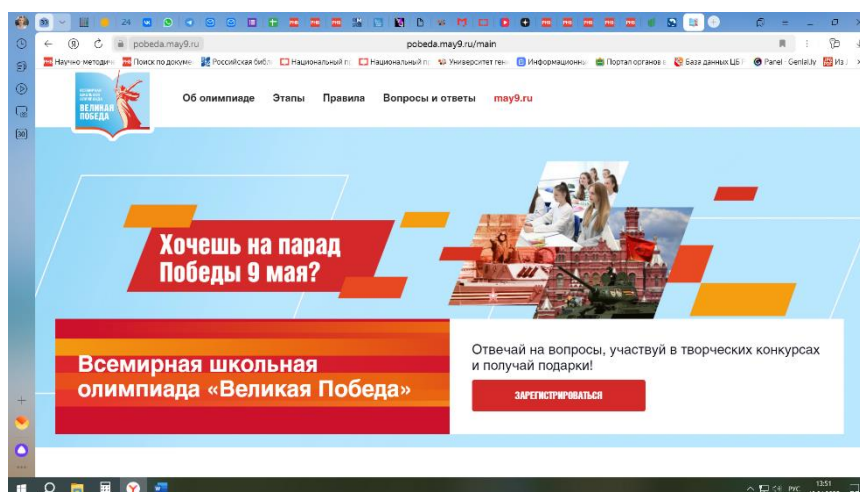 pobeda.may9.ru
pobeda.may9.ru/main
Научно-методич
Поиск по докуме
Российская библ
Национальный п
Национальный п
Университет ген
Информационны
Портал органов
База данных ЦБ
Panel - Genial.ly
Из
ВЕЛИКАЯ
ПОБЕДА
Об олимпиаде Этапы Правила Вопросы и ответы may9.ru
Хочешь на парад
Победы 9 мая?
Всемирная школьная
олимпиада «Великая Победа»
Отвечай на вопросы, участвуй в творческих конкурсах
и получай подарки!
ЗАРЕГИСТРИРОВАТЬСЯ
РУС
13:51